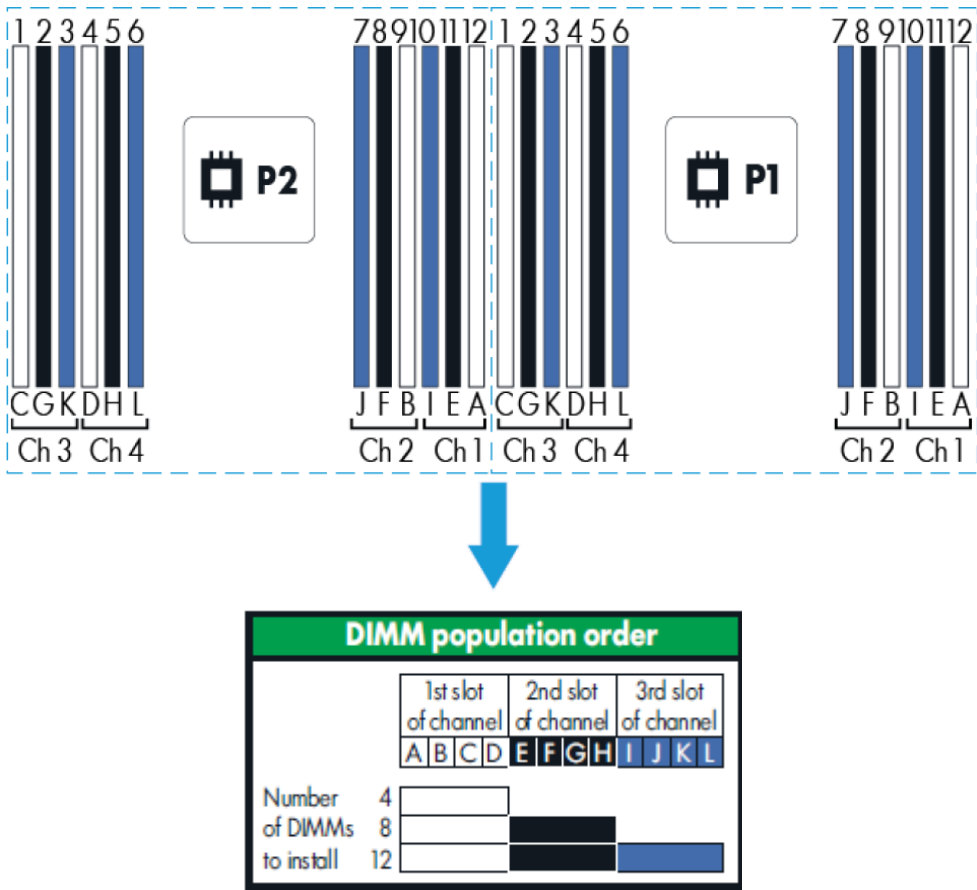 1 2 3 4 5 6 7 8 9 10 11 12 1 2 3 4 5 6 7 8 9 10 11 12
P2 P1
C G K D H L J F B I E A C G K D H L J F B I E A
Ch 3 Ch 4 Ch 2 Ch 1 Ch 3 Ch 4 Ch 2 Ch 1
DIMM population order
1st slot 2nd slot 3rd slot
of channel of channel of channel
A B C D E F G H I J K L
Number 4
of DIMMs 8
to install 12